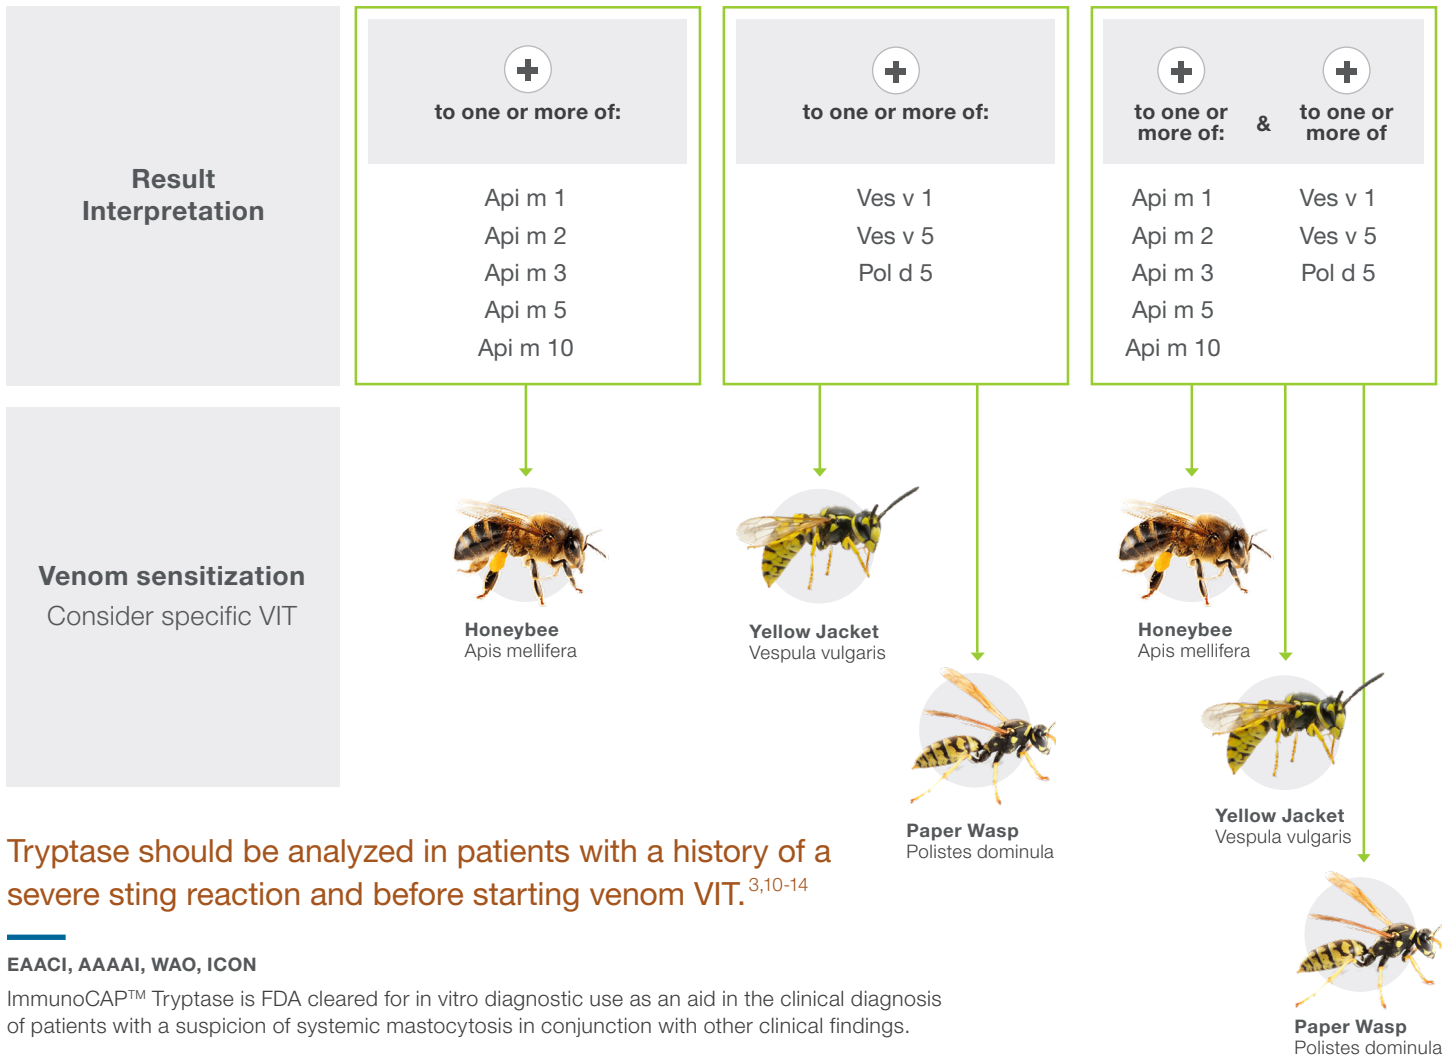 Result
Interpretation
to one or more of:
Api m 1
Api m 2
Api m 3
Api m 5
Api m 10
to one or more of:
Ves v 1
Ves v 5
Pol d 5
to one or
more of:
&
to one or
more of
Api m 1
Api m 2
Api m 3
Api m 5
Api m 10
Ves v 1
Ves v 5
Pol d 5
Venom sensitization
Consider specific VIT
Honeybee
Apis mellifera
Yellow Jacket
Vespula vulgaris
Paper Wasp
Polistes dominula
Honeybee
Apis mellifera
Yellow Jacket
Vespula vulgaris
Paper Wasp
Polistes dominula
Tryptase should be analyzed in patients with a history of a
severe sting reaction and before starting venom VIT. 3,10-14
EAACI, AAAAI, WAO, ICON
ImmunoCAP™ Tryptase is FDA cleared for in vitro diagnostic use as an aid in the clinical diagnosis
of patients with a suspicion of systemic mastocytosis in conjunction with other clinical findings.